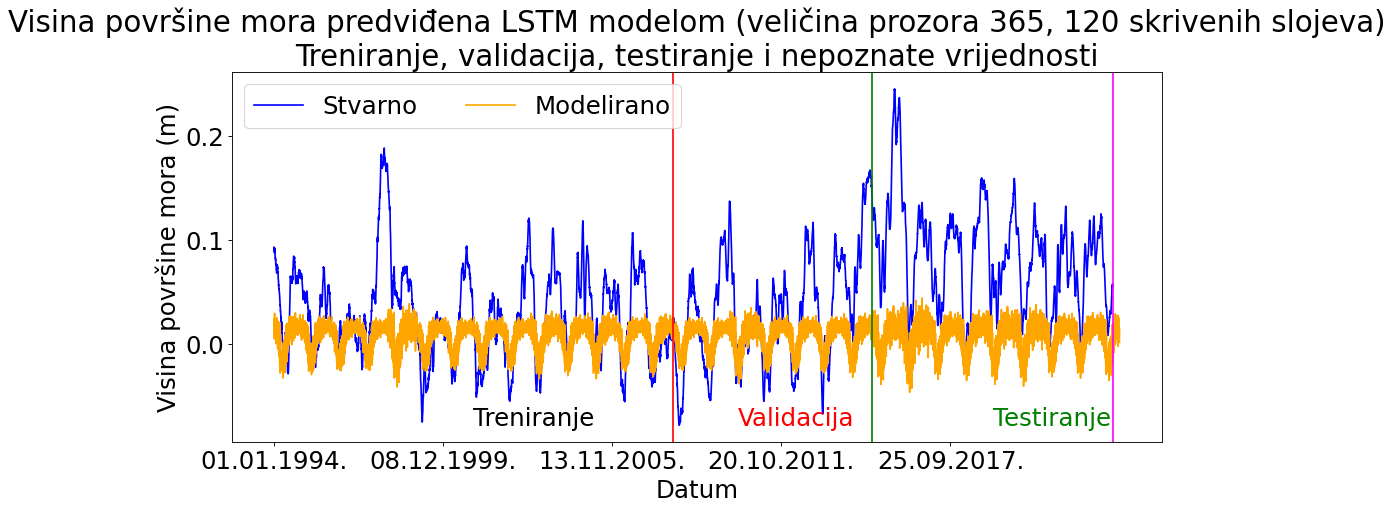 Visina površine mora predviđena LSTM modelom (veličina prozora 365, 120 skrivenih slojeva)
Treniranje, validacija, testiranje i nepoznate vrijednosti
Stvarno
Modelirano
Visina površine mora (m)
0.2
0.1
0.0
Treniranje
Validacija
Testiranje
01.01.1994.
08.12.1999.
13.11.2005.
20.10.2011.
25.09.2017.
Datum